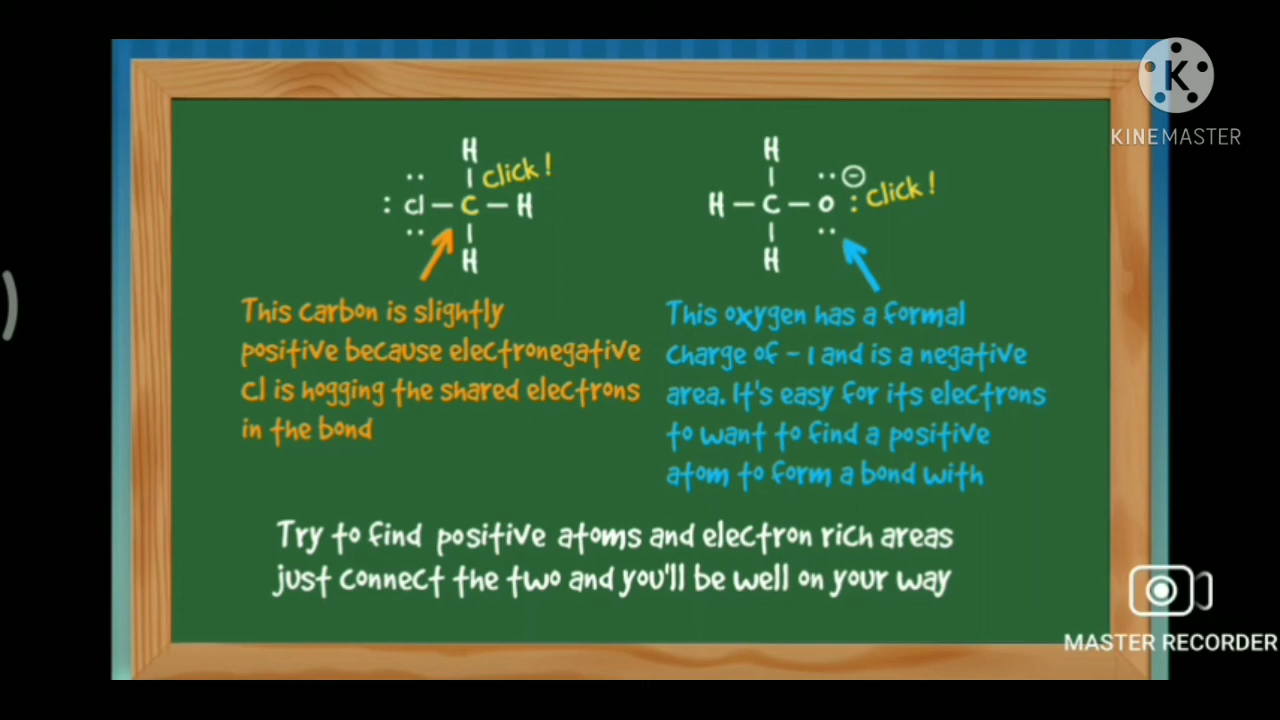 H
Click!
: Cl – C – H
H
H
H – C – O : Click!
H
This Carbon is slightly
positive because electronegative
Cl is hogging the shared electrons
in the bond
This oxygen has a formal
Charge of – 1 and is a negative
area. It's easy for its electrons
to want to find a positive
atom to form a bond with
Try to find positive atoms and electron rich areas
just connect the two and you'll be well on your way
K
KINEMASTER
MASTER RECORDER